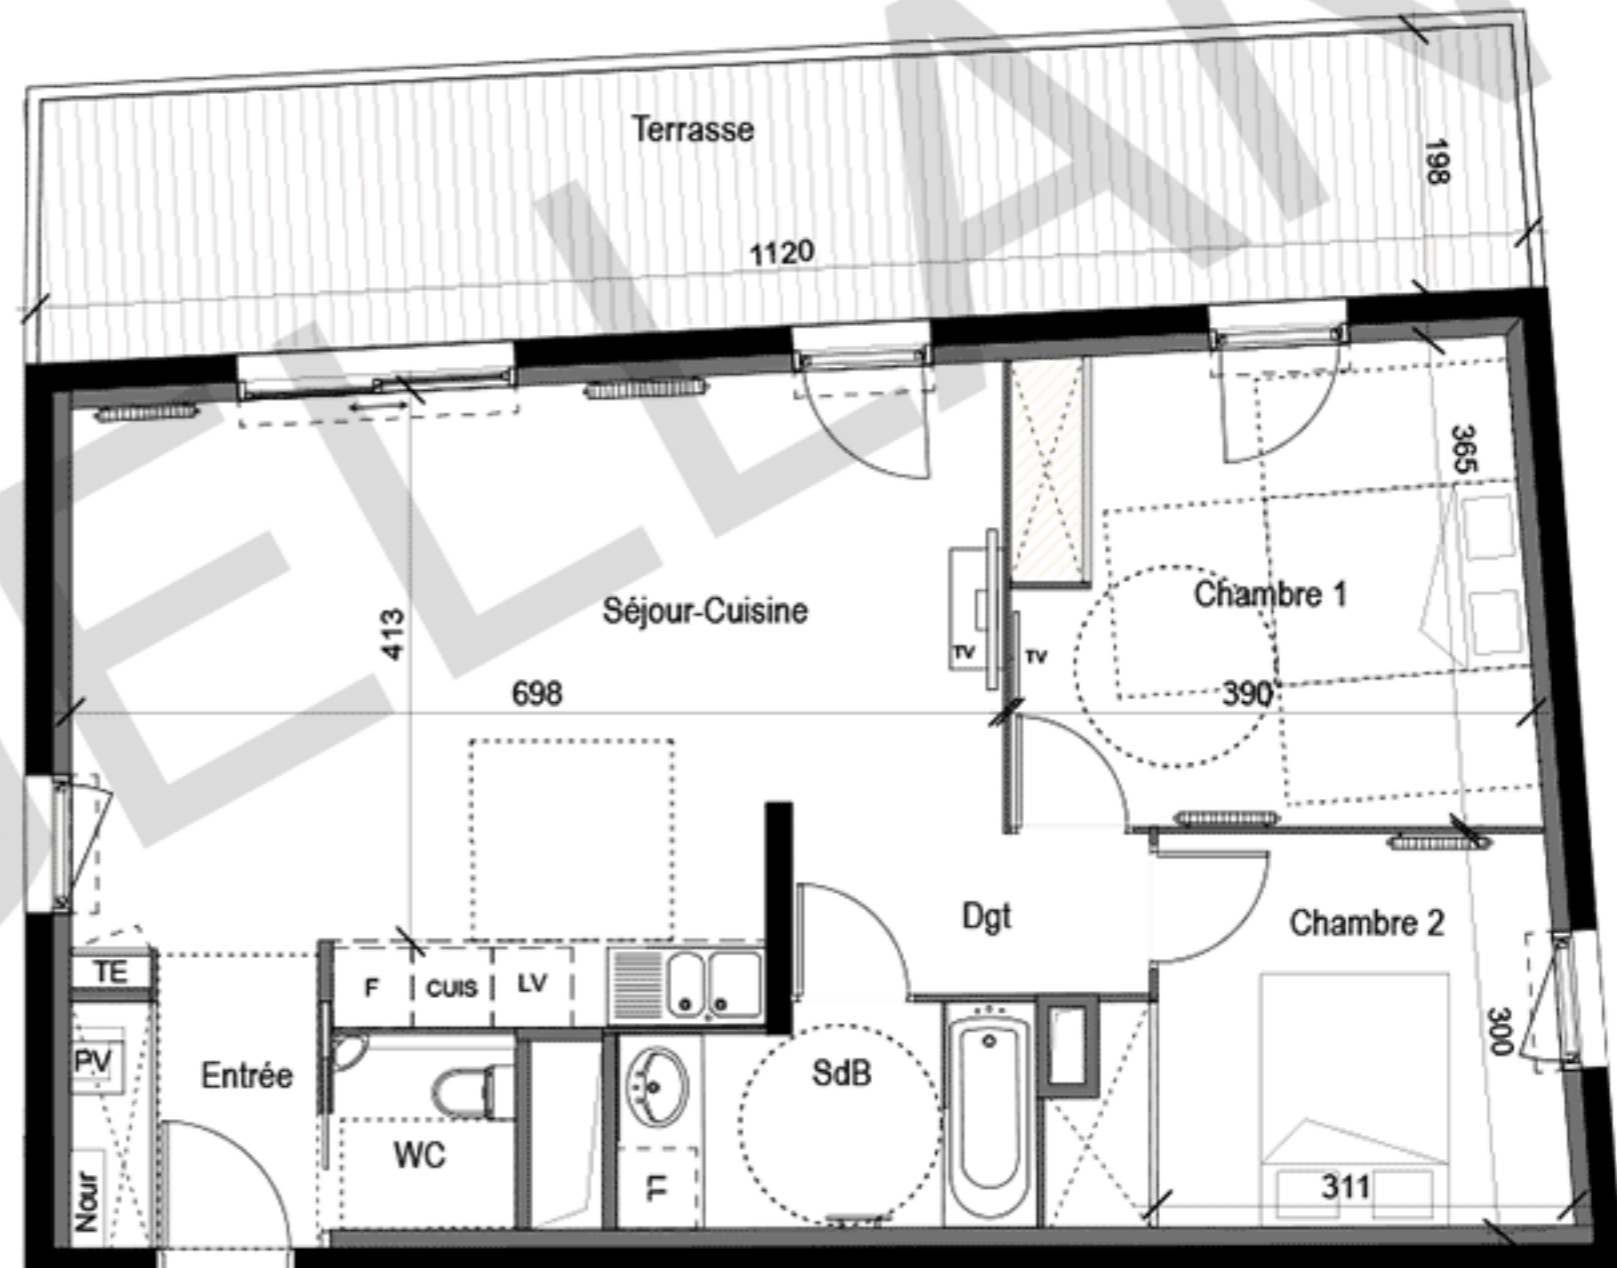 Terrasse
198
1120
365
Séjour-Cuisine
Chambre 1
413
TV
TV
698
390
Dgt
Chambre 2
TE
F
CUIS
LV
300
PV
Entrée
SdB
WC
Nour
LL
311